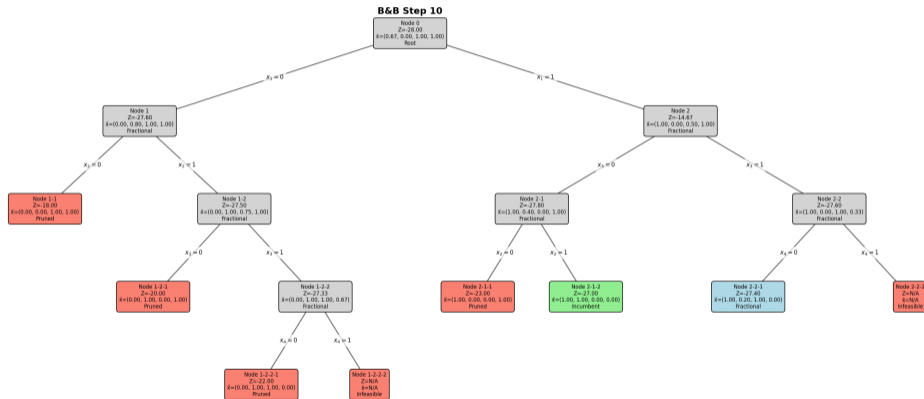 B&B Step 10
Node 0
Z=-28.00
x̄=(0.67, 0.00, 1.00, 1.00)
Root
x₁ = 0
x₁ = 1
Node 1
Z=-27.60
x̄=(0.00, 0.80, 1.00, 1.00)
Fractional
Node 2
Z=-14.67
x̄=(1.00, 0.00, 0.50, 1.00)
Fractional
x₂ = 0
x₂ = 1
x₃ = 0
x₃ = 1
Node 1-1
Z=-18.00
x̄=(0.00, 0.00, 1.00, 1.00)
Pruned
Node 1-2
Z=-27.50
x̄=(0.00, 1.00, 0.75, 1.00)
Fractional
Node 2-1
Z=-27.80
x̄=(1.00, 0.40, 0.00, 1.00)
Fractional
Node 2-2
Z=-27.60
x̄=(1.00, 0.00, 1.00, 0.33)
Fractional
x₃ = 0
x₃ = 1
x₂ = 0
x₂ = 1
x₄ = 0
x₄ = 1
Node 1-2-1
Z=-20.00
x̄=(0.00, 1.00, 0.00, 1.00)
Pruned
Node 1-2-2
Z=-27.33
x̄=(0.00, 1.00, 1.00, 0.67)
Fractional
Node 2-1-1
Z=-23.00
x̄=(1.00, 0.00, 0.00, 1.00)
Pruned
Node 2-1-2
Z=-27.00
x̄=(1.00, 1.00, 0.00, 0.00)
Incumbent
Node 2-2-1
Z=-27.40
x̄=(1.00, 0.20, 1.00, 0.00)
Fractional
Node 2-2-2
Z=N/A
x̄=N/A
Infeasible
x₄ = 0
x₄ = 1
Node 1-2-2-1
Z=-22.00
x̄=(0.00, 1.00, 1.00, 0.00)
Pruned
Node 1-2-2-2
Z=N/A
x̄=N/A
Infeasible